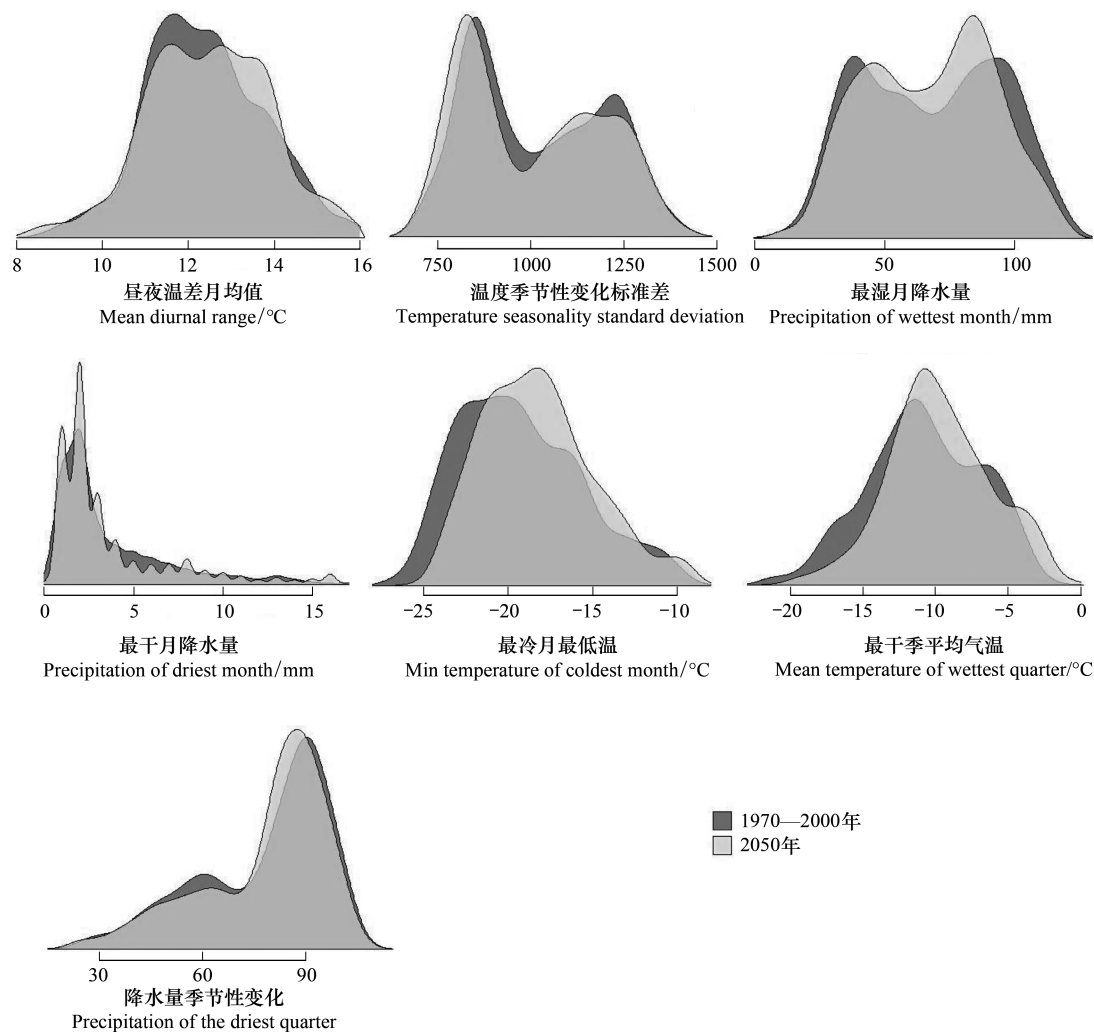 8 10 12 14 16
昼夜温差月均值
Mean diurnal range/°C
750 1000 1250 1500
温度季节性变化标准差
Temperature seasonality standard deviation
0 50 100
最湿月降水量
Precipitation of wettest month/mm
0 5 10 15
最干月降水量
Precipitation of driest month/mm
−25 −20 −15 −10
最冷月最低温
Min temperature of coldest month/°C
−20 −15 −10 −5 0
最干季平均气温
Mean temperature of wettest quarter/°C
30 60 90
降水量季节性变化
Precipitation of the driest quarter
1970—2000年
2050年